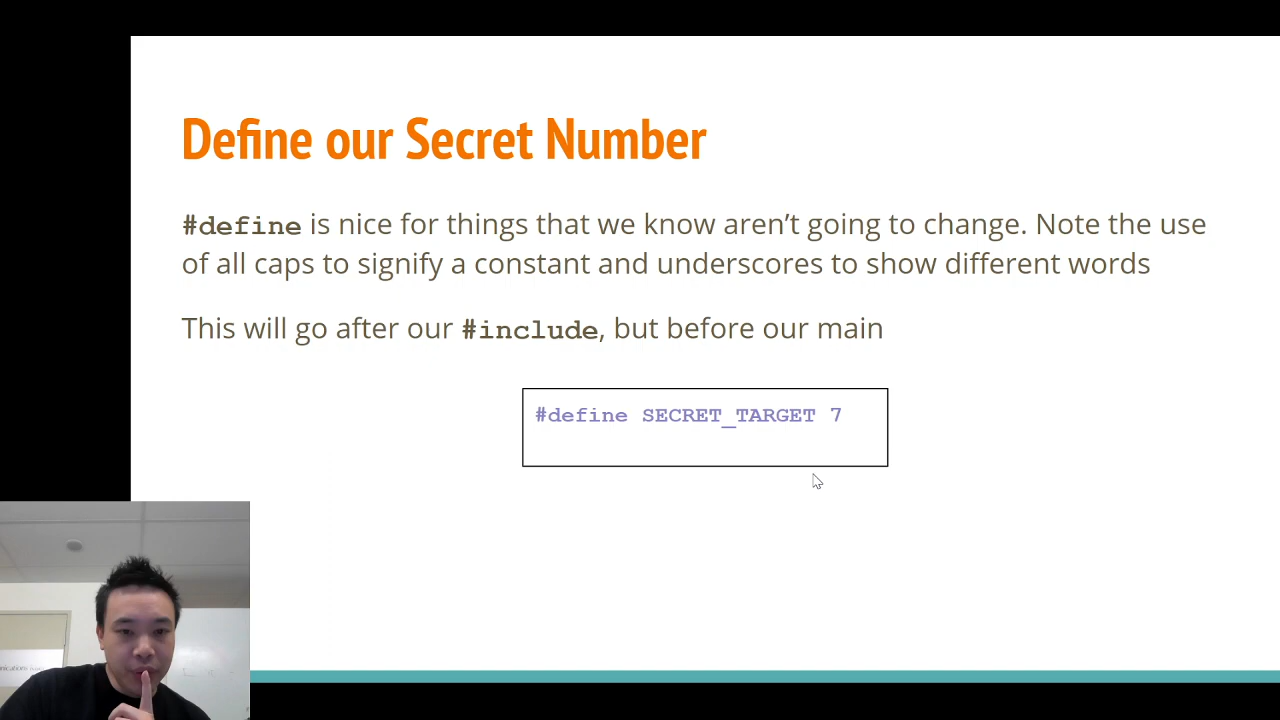 Define our Secret Number
#define is nice for things that we know aren’t going to change. Note the use
of all caps to signify a constant and underscores to show different words
This will go after our #include, but before our main
#define SECRET_TARGET 7